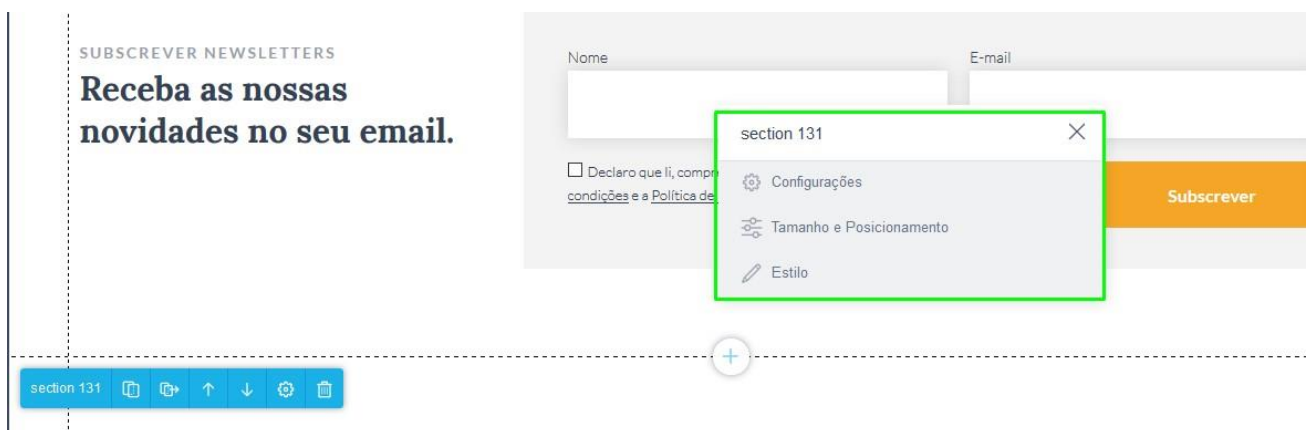 SUBSCREVER NEWSLETTERS
Receba as nossas
novidades no seu email.
Nome
E-mail
Declaro que li,
condições e a Política de
Subscrever
section 131
Configurações
Tamanho e Posicionamento
Estilo
section 131